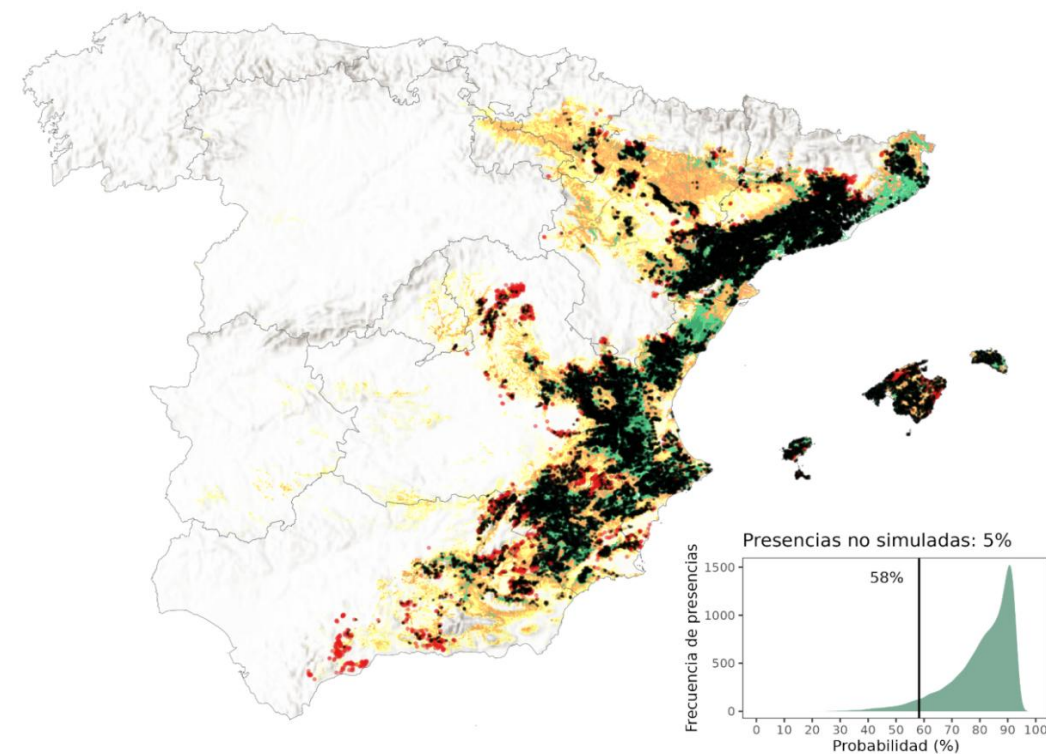 Presencias no simuladas: 5%
Frecuencia de presencias
1500
1000
500
0
58%
0 10 20 30 40 50 60 70 80 90 100
Probabilidad (%)